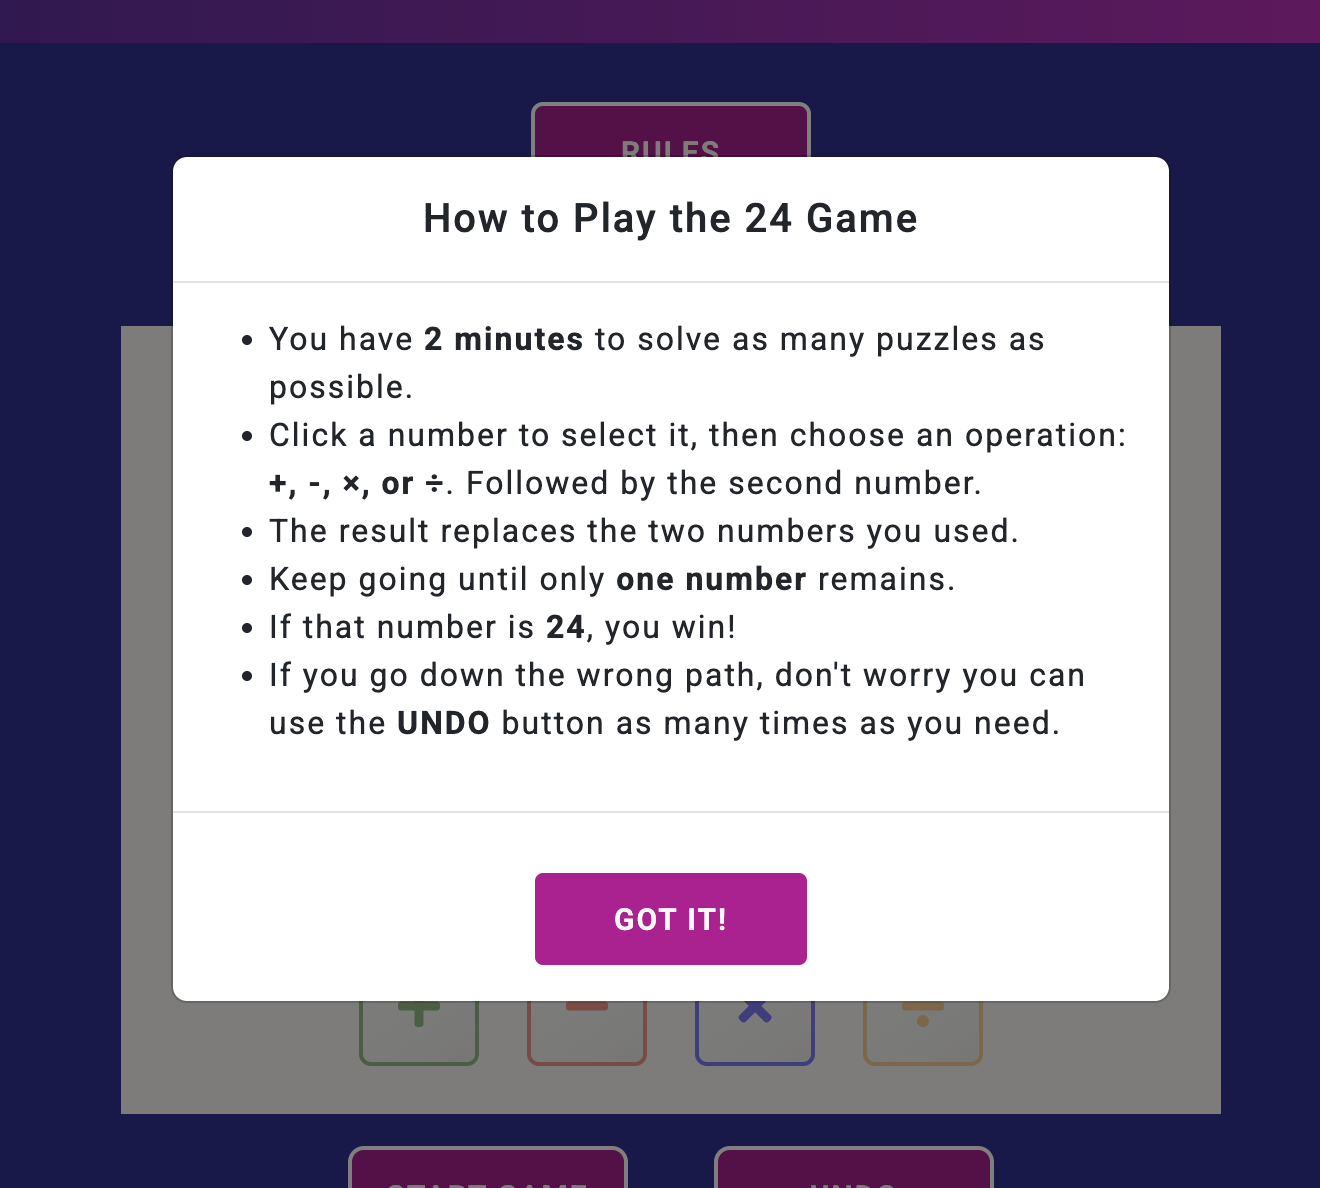 RULES
How to Play the 24 Game
• You have 2 minutes to solve as many puzzles as
possible.
• Click a number to select it, then choose an operation:
+, -, ×, or ÷. Followed by the second number.
• The result replaces the two numbers you used.
• Keep going until only one number remains.
• If that number is 24, you win!
• If you go down the wrong path, don't worry you can
use the UNDO button as many times as you need.
GOT IT!
+ − × ÷
START GAME UNDO